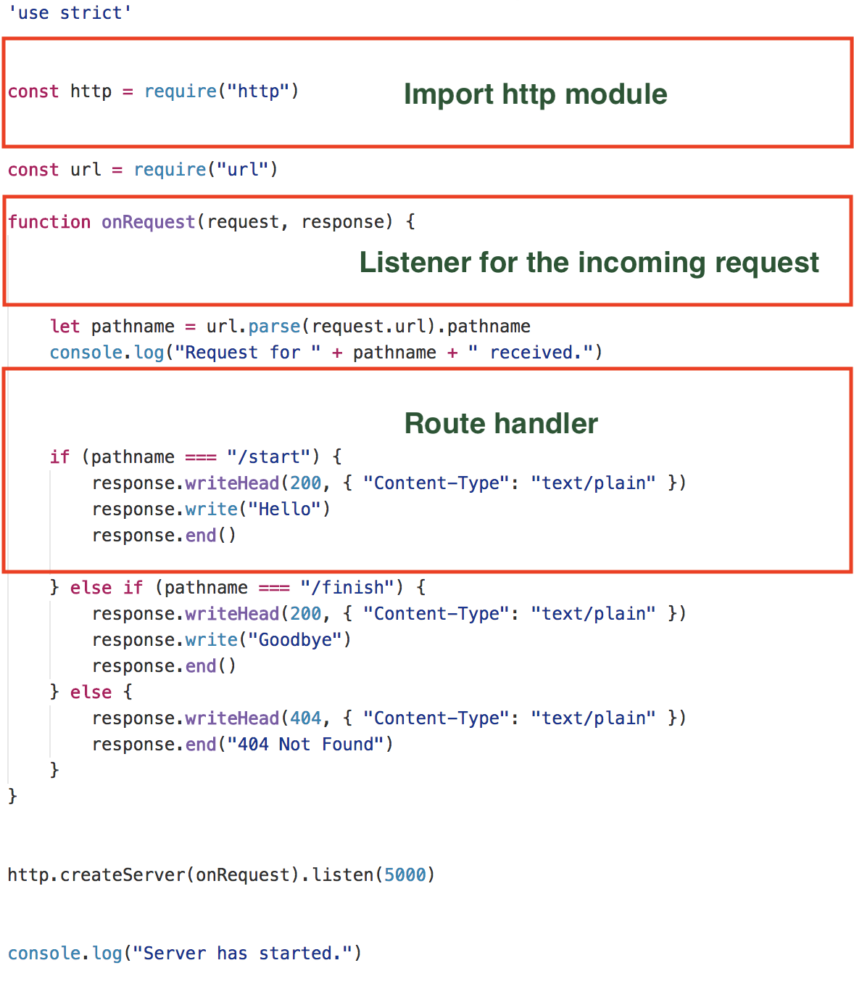 'use strict'
const http = require("http")
Import http module
const url = require("url")
function onRequest(request, response) {
Listener for the incoming request
let pathname = url.parse(request.url).pathname
console.log("Request for " + pathname + " received.")
Route handler
if (pathname === "/start") {
response.writeHead(200, { "Content-Type": "text/plain" })
response.write("Hello")
response.end()
} else if (pathname === "/finish") {
response.writeHead(200, { "Content-Type": "text/plain" })
response.write("Goodbye")
response.end()
} else {
response.writeHead(404, { "Content-Type": "text/plain" })
response.end("404 Not Found")
}
}
http.createServer(onRequest).listen(5000)
console.log("Server has started.")